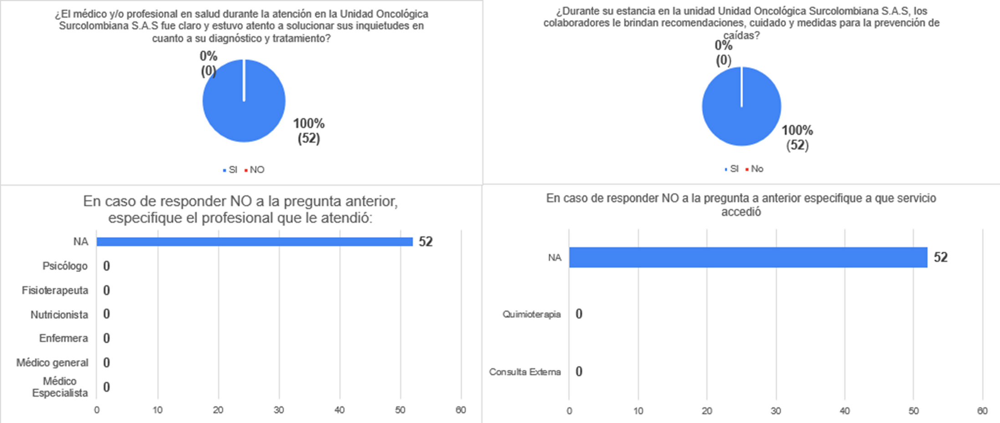 ¿El médico y/o profesional en salud durante la atención en la Unidad Oncológica
Surcolombiana S.A.S fue claro y estuvo atento a solucionar sus inquietudes en
cuanto a su diagnóstico y tratamiento?
0%
(0)
100%
(52)
SI NO
¿Durante su estancia en la unidad Unidad Oncológica Surcolombiana S.A.S, los
colaboradores le brindan recomendaciones, cuidado y medidas para la prevención de
caídas?
0%
(0)
100%
(52)
SI No
En caso de responder NO a la pregunta anterior,
especifique el profesional que le atendió:
NA 52
Psicólogo 0
Fisioterapeuta 0
Nutricionista 0
Enfermera 0
Médico general 0
Médico
Especialista 0
0 10 20 30 40 50 60
En caso de responder NO a la pregunta a anterior especifique a que servicio
accedió
NA 52
Quimioterapia 0
Consulta Externa 0
0 10 20 30 40 50 60